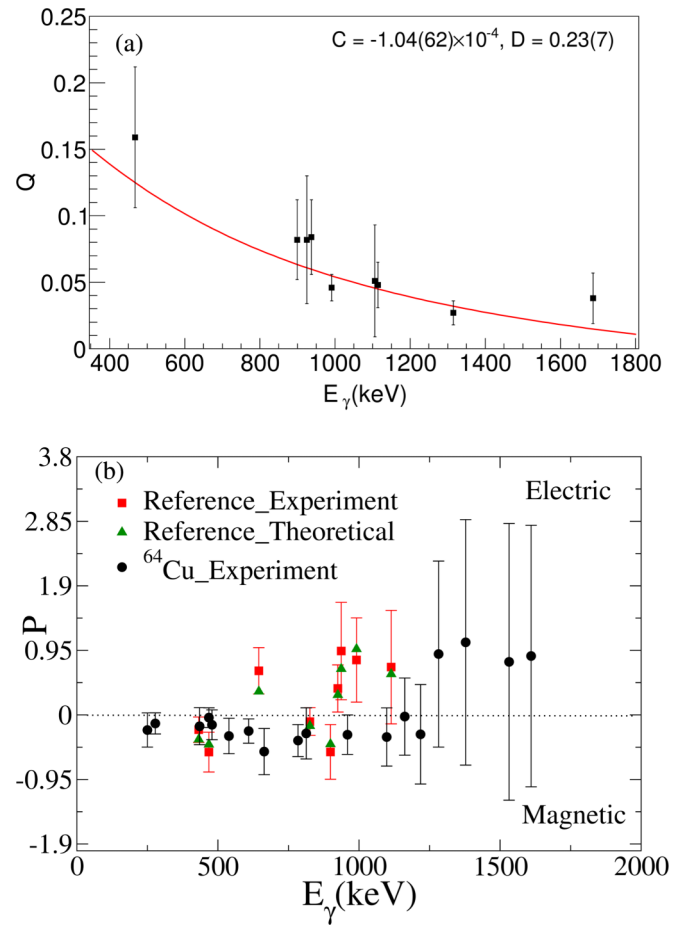 0.25
(a)
C = -1.04(62)×10⁻⁴, D = 0.23(7)
0.2
0.15
Q
0.1
0.05
0
400 600 800 1000 1200 1400 1600 1800
Eγ(keV)
3.8
(b)
Reference_Experiment
Electric
2.85
Reference_Theoretical
⁶⁴Cu_Experiment
1.9
P
0.95
0
-0.95
Magnetic
-1.9
0 500 1000 1500 2000
Eγ(keV)